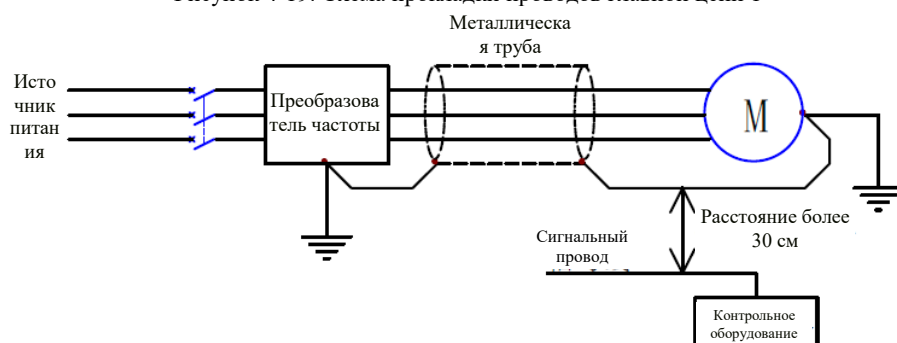 Металлическа
я труба
Исто
чник
питан
ия
Преобразова
тель частоты
M
Расстояние более
30 см
Сигнальный
провод
Контрольное
оборудование